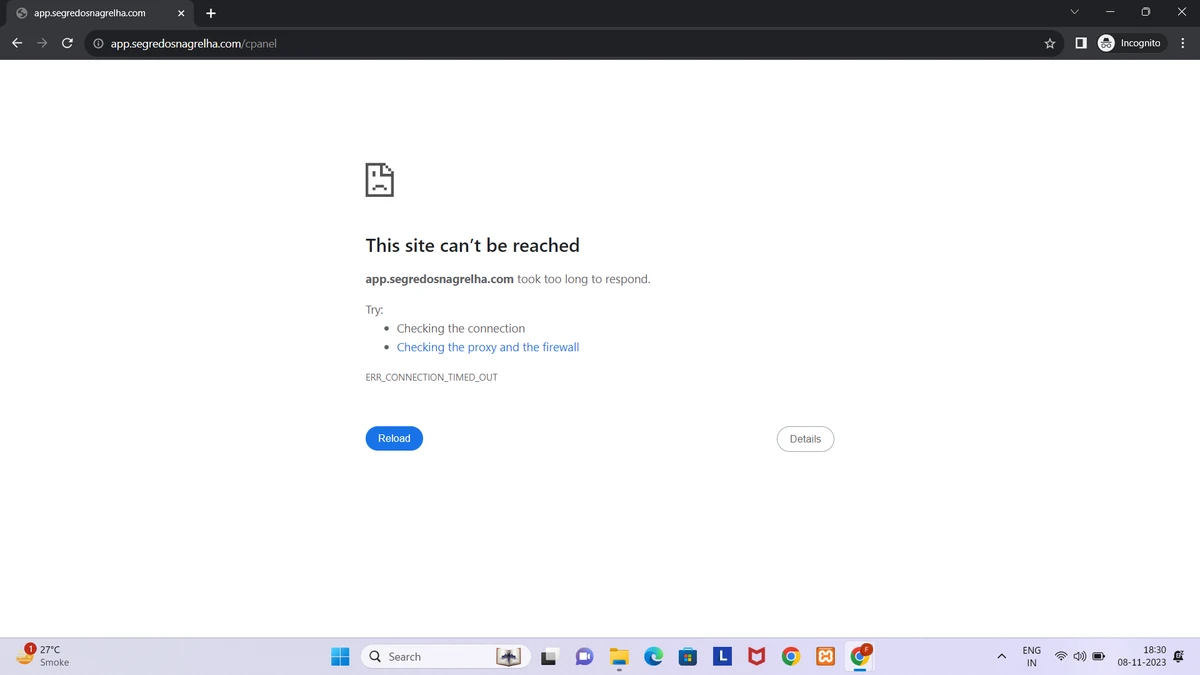 app.segredosnagrelha.com
app.segredosnagrelha.com/cpanel
Incognito
This site can't be reached
app.segredosnagrelha.com took too long to respond.
Try:
Checking the connection
Checking the proxy and the firewall
ERR_CONNECTION_TIMED_OUT
Reload
Details
1
27°C
Smoke
Search
L
F
ENG
IN
18:30
08-11-2023